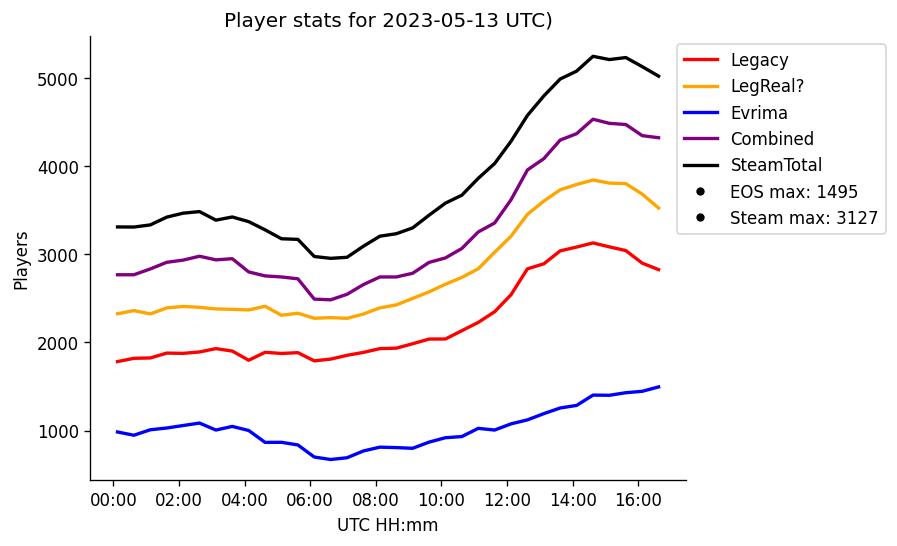 Player stats for 2023-05-13 UTC)
Players
5000
4000
3000
2000
1000
00:00 02:00 04:00 06:00 08:00 10:00 12:00 14:00 16:00
UTC HH:mm
Legacy
LegReal?
Evrima
Combined
SteamTotal
EOS max: 1495
Steam max: 3127